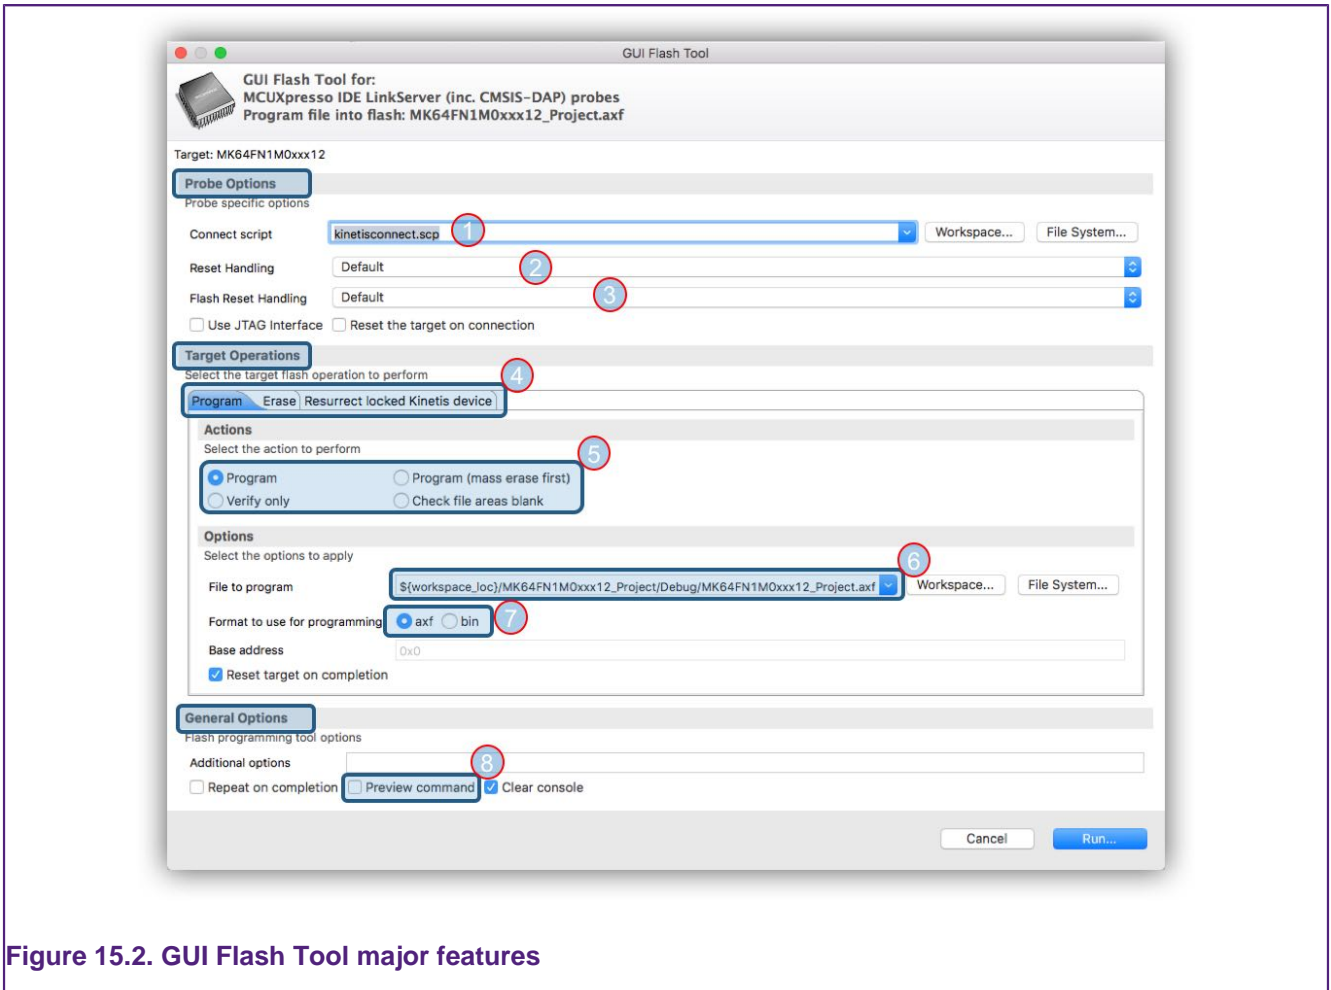 GUI Flash Tool
GUI Flash Tool for:
MCUXpresso IDE LinkServer (inc. CMSIS-DAP) probes
Program file into flash: MK64FN1M0xxx12_Project.axf
Target: MK64FN1M0xxx12
Probe Options
Probe specific options
Connect script kinetisconnect.scp 1 Workspace... File System...
Reset Handling Default 2
Flash Reset Handling Default 3
Use JTAG Interface Reset the target on connection
Target Operations
Select the target flash operation to perform 4
Program Erase Resurrect locked Kinetis device
Actions
Select the action to perform 5
Program Program (mass erase first)
Verify only Check file areas blank
Options
Select the options to apply 6
File to program ${workspace_loc}/MK64FN1M0xxx12_Project/Debug/MK64FN1M0xxx12_Project.axf Workspace... File System...
Format to use for programming axf bin 7
Base address 0x0
Reset target on completion
General Options
Flash programming tool options
Additional options 8
Repeat on completion Preview command Clear console
Cancel Run...
Figure 15.2. GUI Flash Tool major features